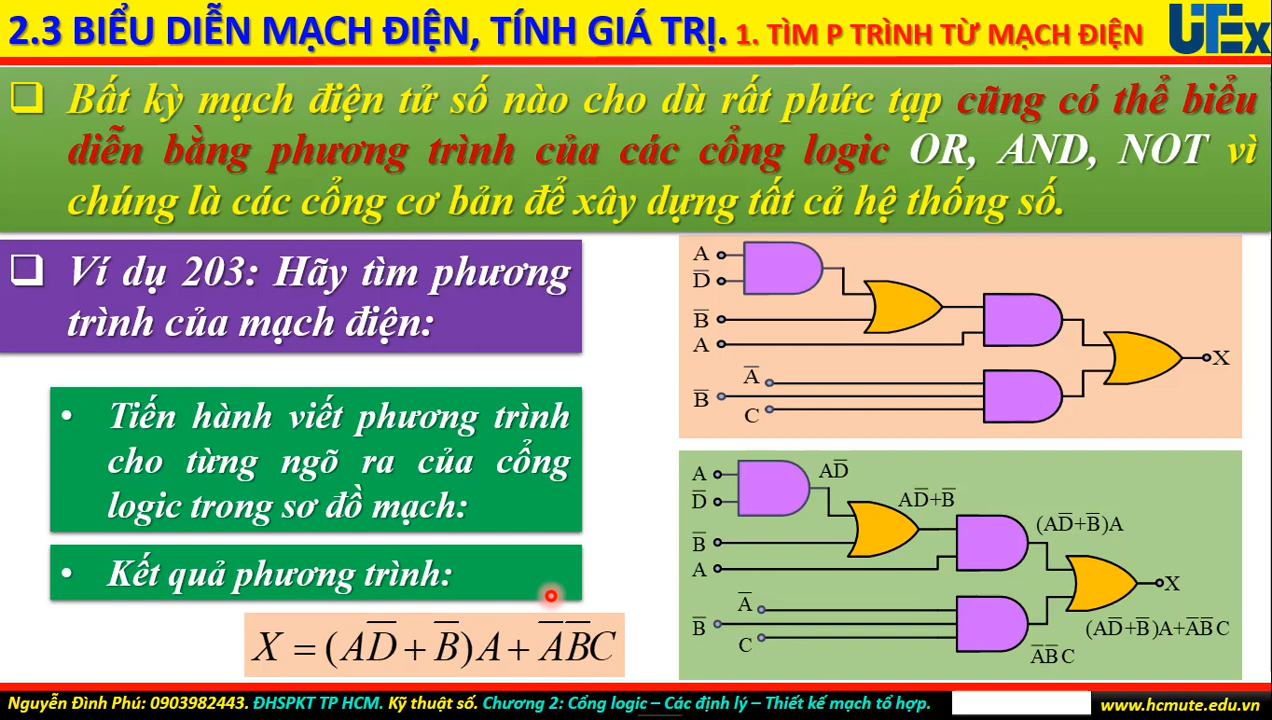 2.3 BIỂU DIỄN MẠCH ĐIỆN, TÍNH GIÁ TRỊ. 1. TÌM P TRÌNH TỪ MẠCH ĐIỆN
UTEx
❑ Bất kỳ mạch điện tử số nào cho dù rất phức tạp cũng có thể biểu
diễn bằng phương trình của các cổng logic OR, AND, NOT vì
chúng là các cổng cơ bản để xây dựng tất cả hệ thống số.
❑ Ví dụ 203: Hãy tìm phương
trình của mạch điện:
A
D̅
B̅
A
A̅
B̅
C
X
• Tiến hành viết phương trình
cho từng ngõ ra của cổng
logic trong sơ đồ mạch:
• Kết quả phương trình:
X = (AD̅ + B̅)A + A̅B̅C
A
AD̅
D̅
AD̅+B̅
B̅
(AD̅+B̅)A
A
X
A̅
B̅
C
(AD̅+B̅)A+A̅B̅C
A̅B̅C
Nguyễn Đình Phú: 0903982443. ĐHSPKT TP HCM. Kỹ thuật số. Chương 2: Cổng logic – Các định lý – Thiết kế mạch tổ hợp.
www.hcmute.edu.vn